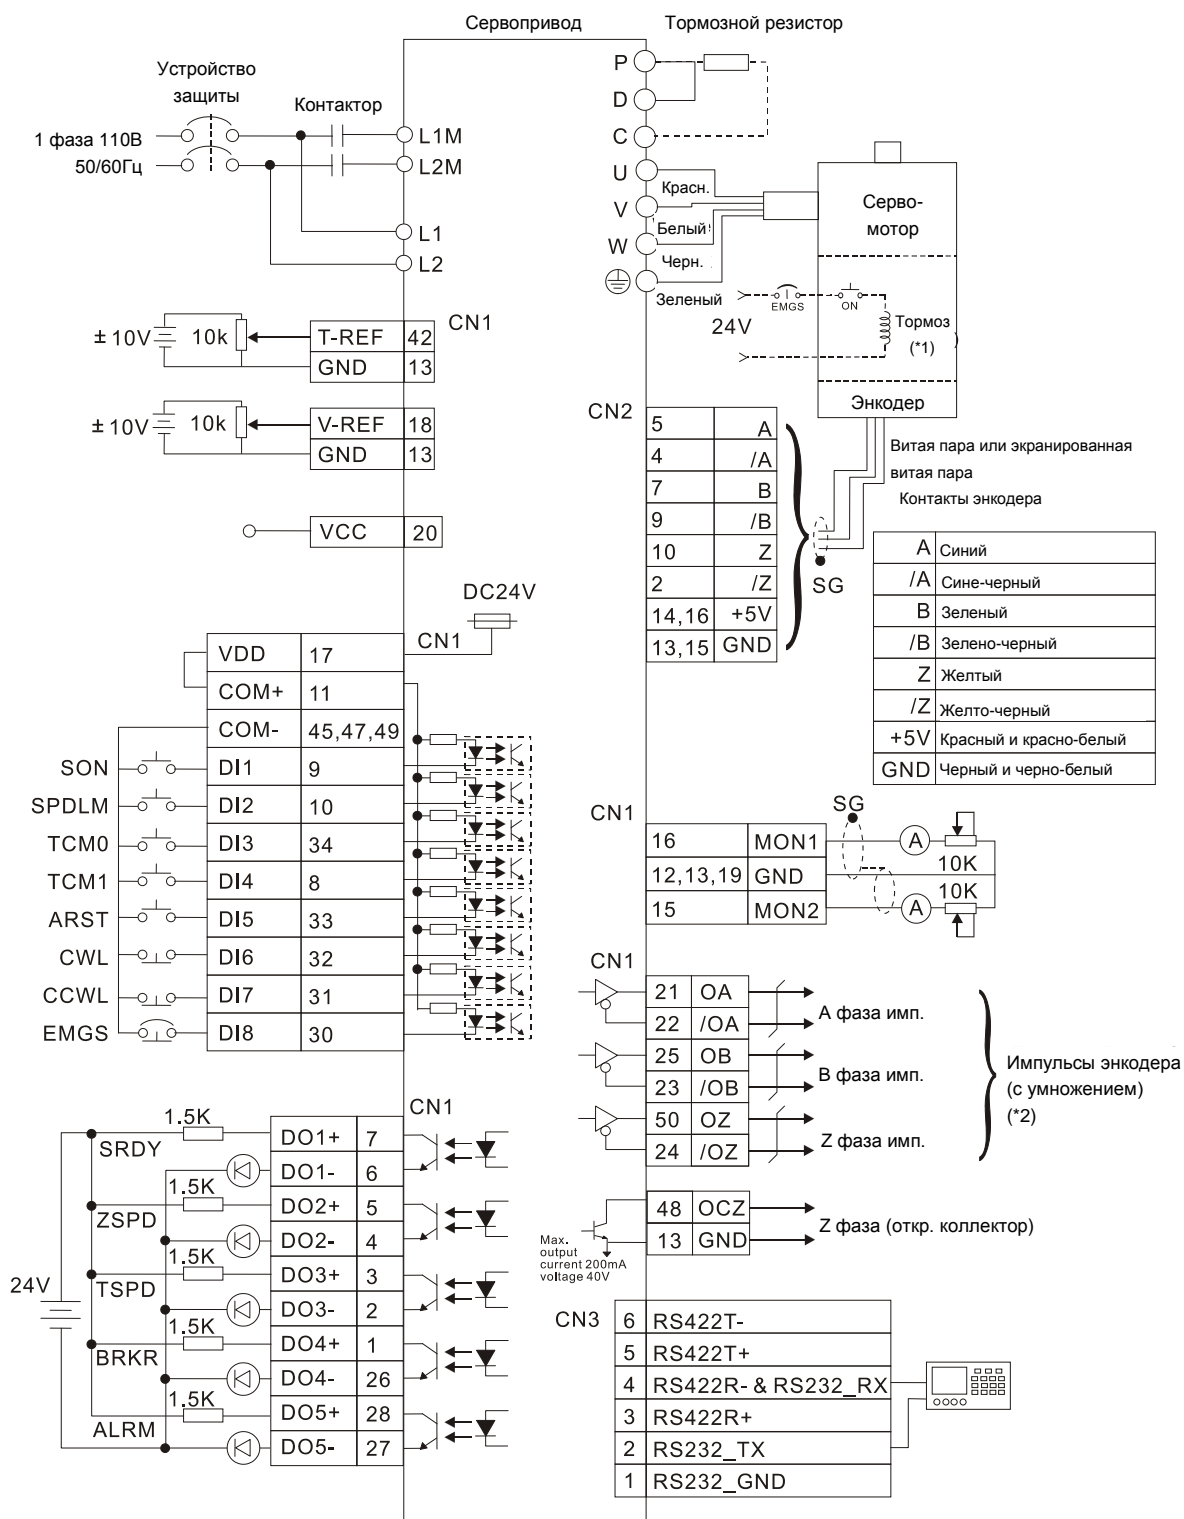 Сервопривод
Тормозной резистор
Устройство
защиты
Контактор
1 фаза 110В
50/60Гц
L1M
L2M
L1
L2
P
D
C
U
V
W
Красн.
Белый
Черн.
Зеленый
Серво-
мотор
24V
EMGS
ON
Тормоз
(*1)
Энкодер
CN1
± 10V
10k
T-REF 42
GND 13
± 10V
10k
V-REF 18
GND 13
VCC 20
CN2
5 A
4 /A
7 B
9 /B
10 Z
2 /Z
14,16 +5V
13,15 GND
SG
Витая пара или экранированная
витая пара
Контакты энкодера
A Синий
/A Сине-черный
B Зеленый
/B Зелено-черный
Z Желтый
/Z Желто-черный
+5V Красный и красно-белый
GND Черный и черно-белый
DC24V
CN1
VDD 17
COM+ 11
COM- 45,47,49
SON DI1 9
SPDLM DI2 10
TCM0 DI3 34
TCM1 DI4 8
ARST DI5 33
CWL DI6 32
CCWL DI7 31
EMGS DI8 30
CN1
SG
16 MON1
A
10K
12,13,19 GND
10K
15 MON2
A
CN1
21 OA
22 /OA
А фаза имп.
25 OB
23 /OB
В фаза имп.
50 OZ
24 /OZ
Z фаза имп.
Импульсы энкодера
(с умножением)
(*2)
48 OCZ
13 GND
Z фаза (откр. коллектор)
Max.
output
current 200mA
voltage 40V
CN1
24V
1.5K
SRDY
DO1+ 7
DO1- 6
1.5K
ZSPD
DO2+ 5
DO2- 4
1.5K
TSPD
DO3+ 3
DO3- 2
1.5K
BRKR
DO4+ 1
DO4- 26
1.5K
ALRM
DO5+ 28
DO5- 27
CN3
6 RS422T-
5 RS422T+
4 RS422R- & RS232_RX
3 RS422R+
2 RS232_TX
1 RS232_GND